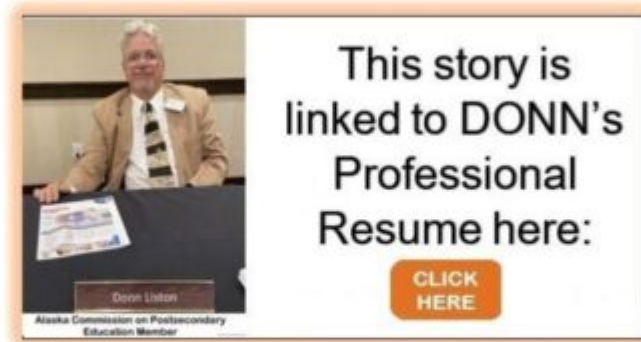 This story is
linked to DONN's
Professional
Resume here:
CLICK
HERE
Donn Liston
Alaska Commission on Postsecondary
Education Member